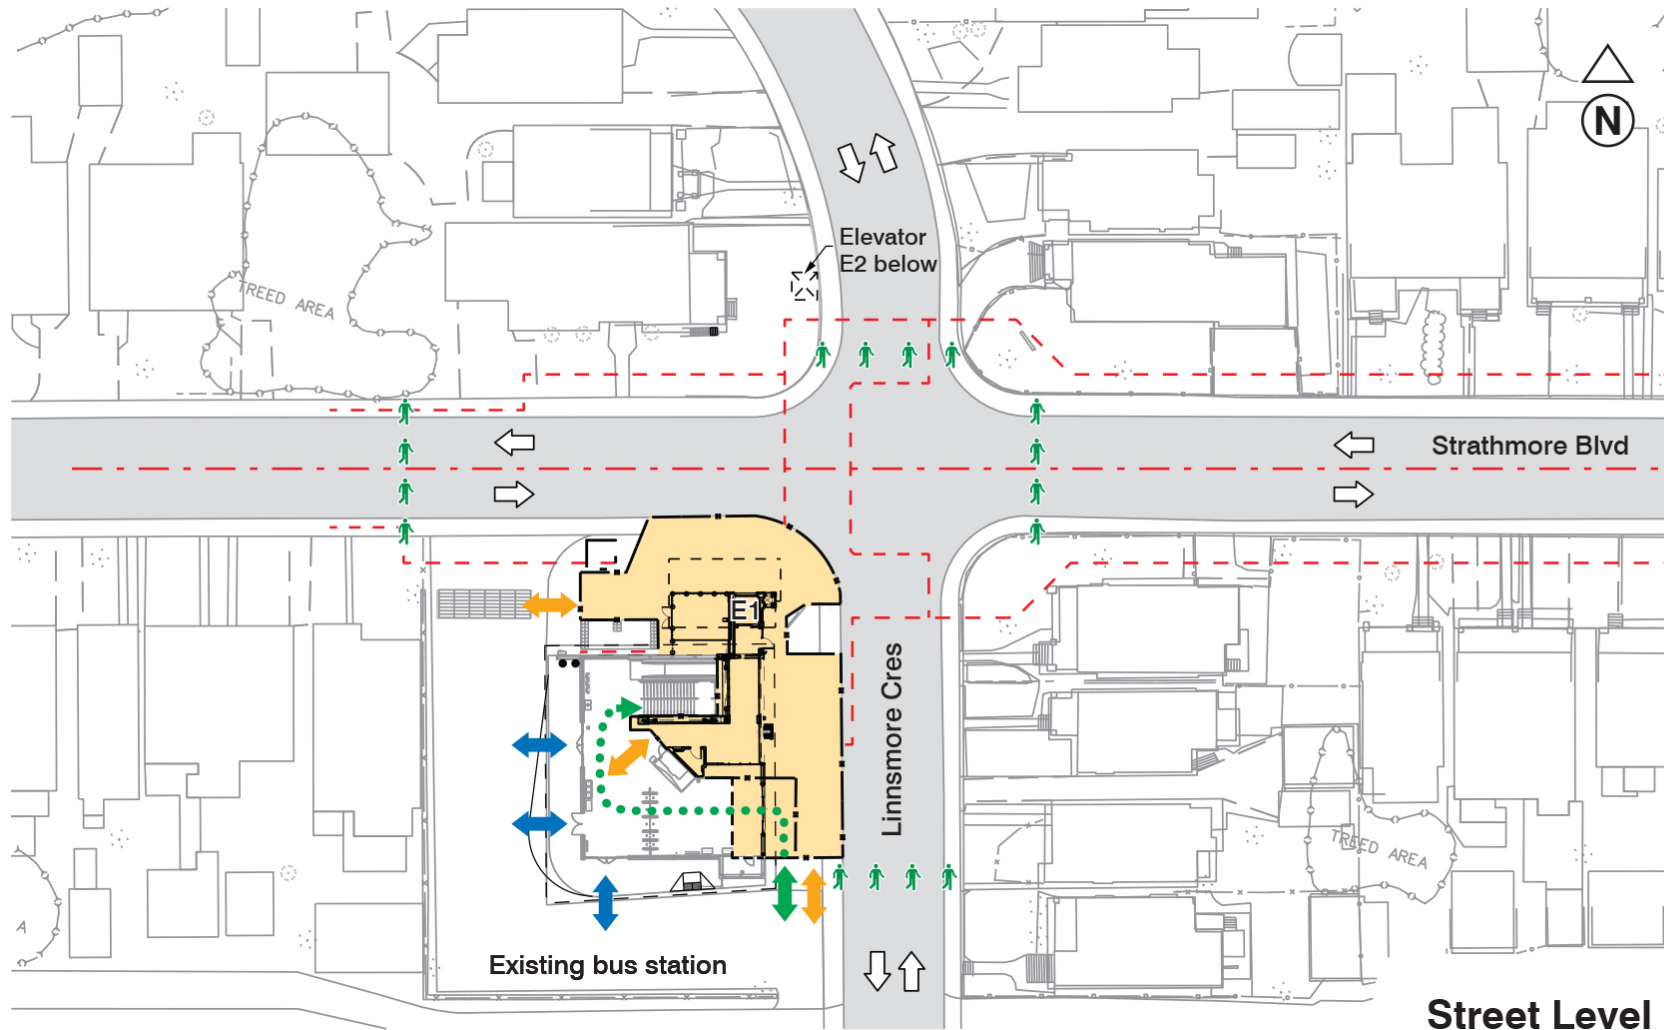 N
Elevator
E2 below
TREED AREA
Strathmore Blvd
E1
Linnsmore Cres
TREED AREA
A
Existing bus station
Street Level